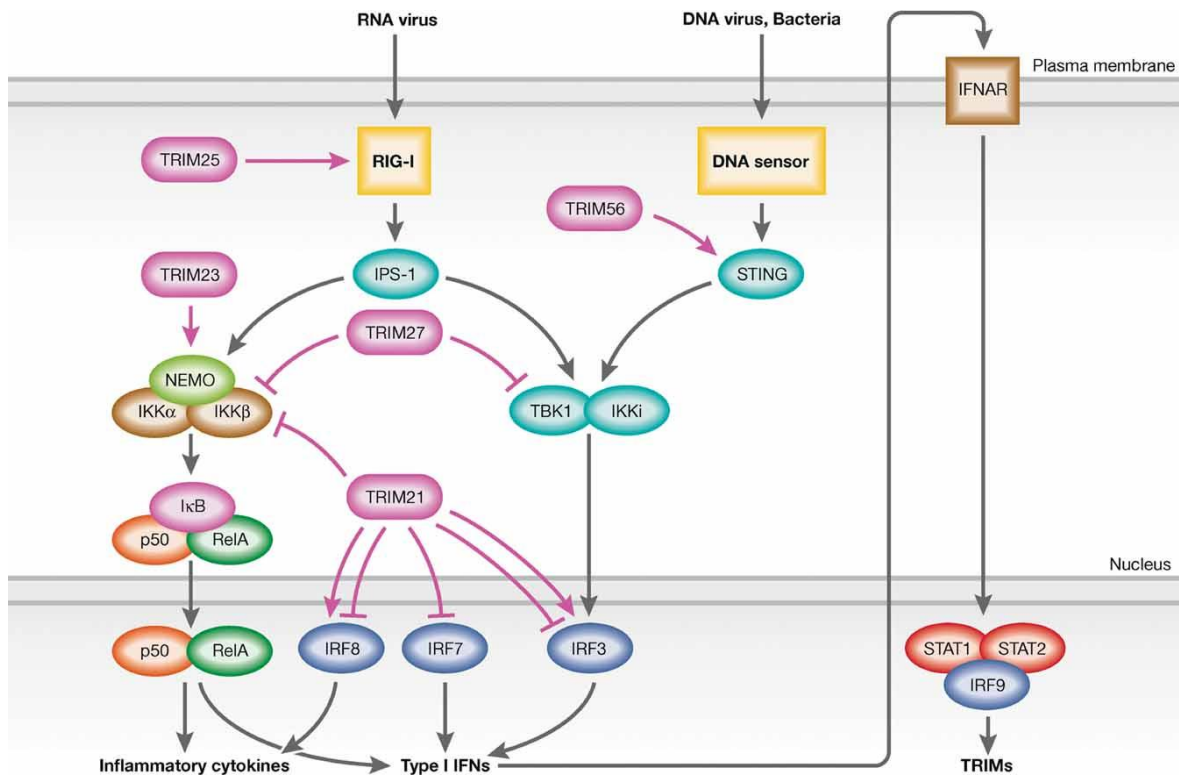 RNA virus
DNA virus, Bacteria
Plasma membrane
IFNAR
TRIM25
RIG-I
DNA sensor
TRIM56
TRIM23
IPS-1
STING
TRIM27
NEMO
IKKα
IKKβ
TBK1
IKKi
TRIM21
IκB
p50
RelA
Nucleus
p50
RelA
IRF8
IRF7
IRF3
STAT1
STAT2
IRF9
Inflammatory cytokines
Type I IFNs
TRIMs